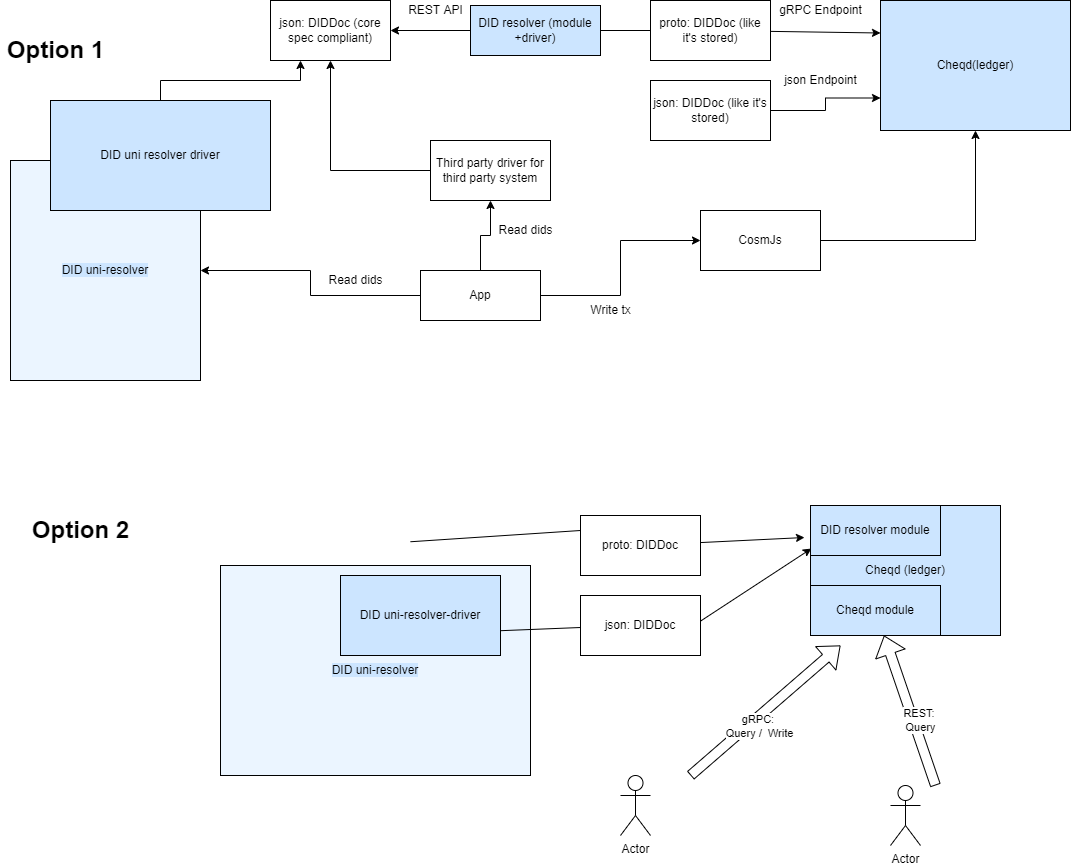 Option 1
json: DIDDoc (core
spec compliant)
REST API
DID resolver (module
+driver)
proto: DIDDoc (like
it's stored)
gRPC Endpoint
Cheqd(ledger)
json Endpoint
json: DIDDoc (like it's
stored)
DID uni resolver driver
Third party driver for
third party system
Read dids
CosmJs
DID uni-resolver
Read dids
App
Write tx
Option 2
proto: DIDDoc
DID resolver module
Cheqd (ledger)
Cheqd module
DID uni-resolver-driver
json: DIDDoc
DID uni-resolver
gRPC:
Query / Write
REST:
Query
Actor
Actor